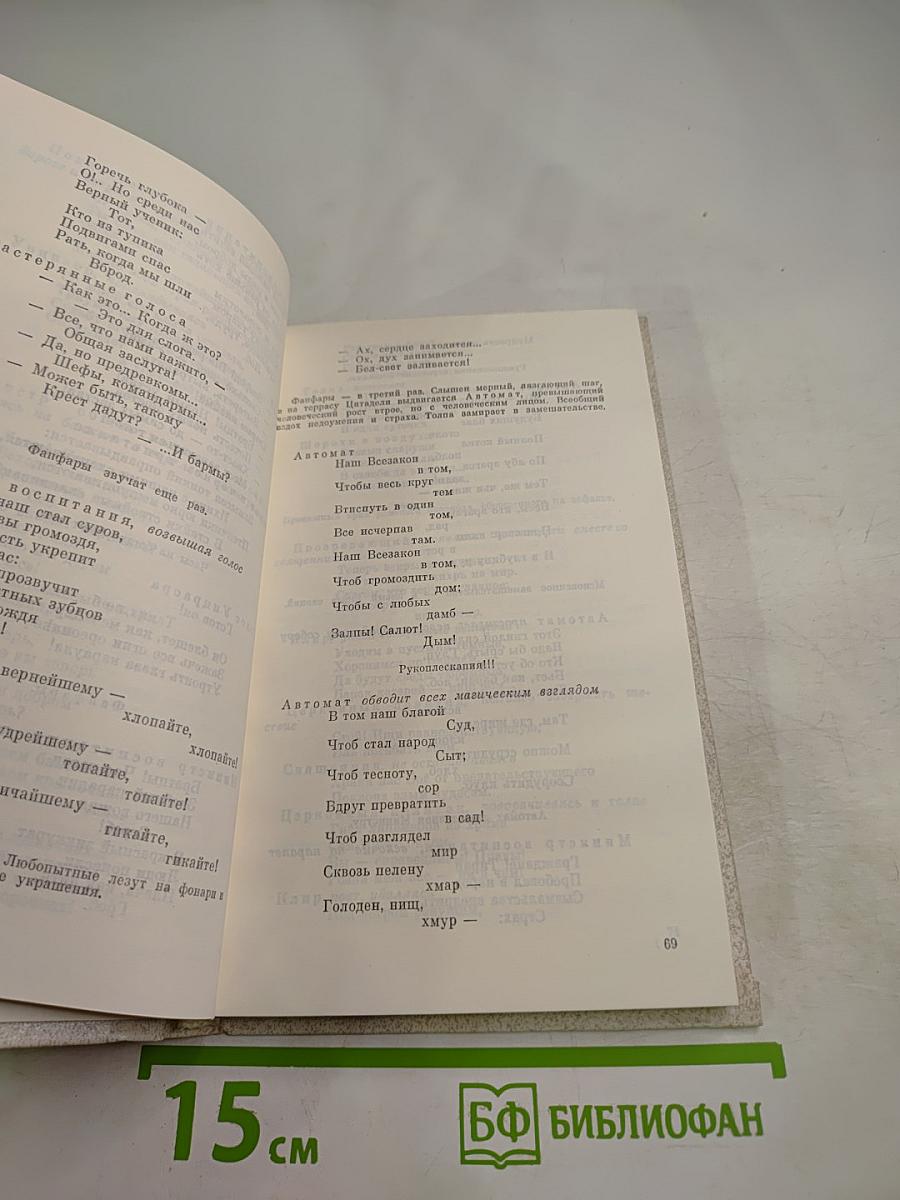 Горечь глубока —
О!.. Но среди нас
Верный ученик:
Тот,
Кто из тупика
Подвигами спас
Рать, когда мы шли
Вброд.
астерянные голоса
— Как это... Когда ж это?
— Это для слога.
— Все, что нами нажито, —
Общая заслуга!
— Да, но предревкомы...
— Шефы, командармы...
— Может быть, такому
Крест дадут?
— ...И бармы?
Фанфары звучат еще раз.
воспитания, возвышая голос
наш стал суров,
вы громоздя,
сть укрепит
ас:
прозвучит
тных зубцов
ождя
!
вернейшему —
хлопайте,
хлопайте!
удрейшему —
топайте,
топайте!
ичайшему —
гикайте,
гикайте!
Любопытные лезут на фонари и
е украшения.
— Ах, сердце заходится...
— Ох, дух занимается...
— Бел-свет заливается!
Фанфары — в третий раз. Слышен мерный, лязгающий шаг,
и на террасу Цитадели выдвигается Автомат, превышающий
человеческий рост втрое, но с человеческим лицом. Всеобщий
вздох недоумения и страха. Толпа замирает в замешательстве.
Автомат
Наш Всезакон
в том,
Чтобы весь круг
тем
Втиснуть в один
том,
Все исчерпав
там.
Наш Всезакон
в том,
Чтоб громоздить
дом;
Чтобы с любых
дамб —
Залпы! Салют!
Дым!
Рукоплескания!!!
Автомат обводит всех магическим взглядом
В том наш благой
Суд,
Чтоб стал народ
Сыт;
Чтоб тесноту,
сор
Вдруг превратить
в сад!
Чтоб разглядел
мир
Сквозь пелену
хмар —
Голоден, нищ,
хмур —
69
15 см
БФ БИБЛИОФАН